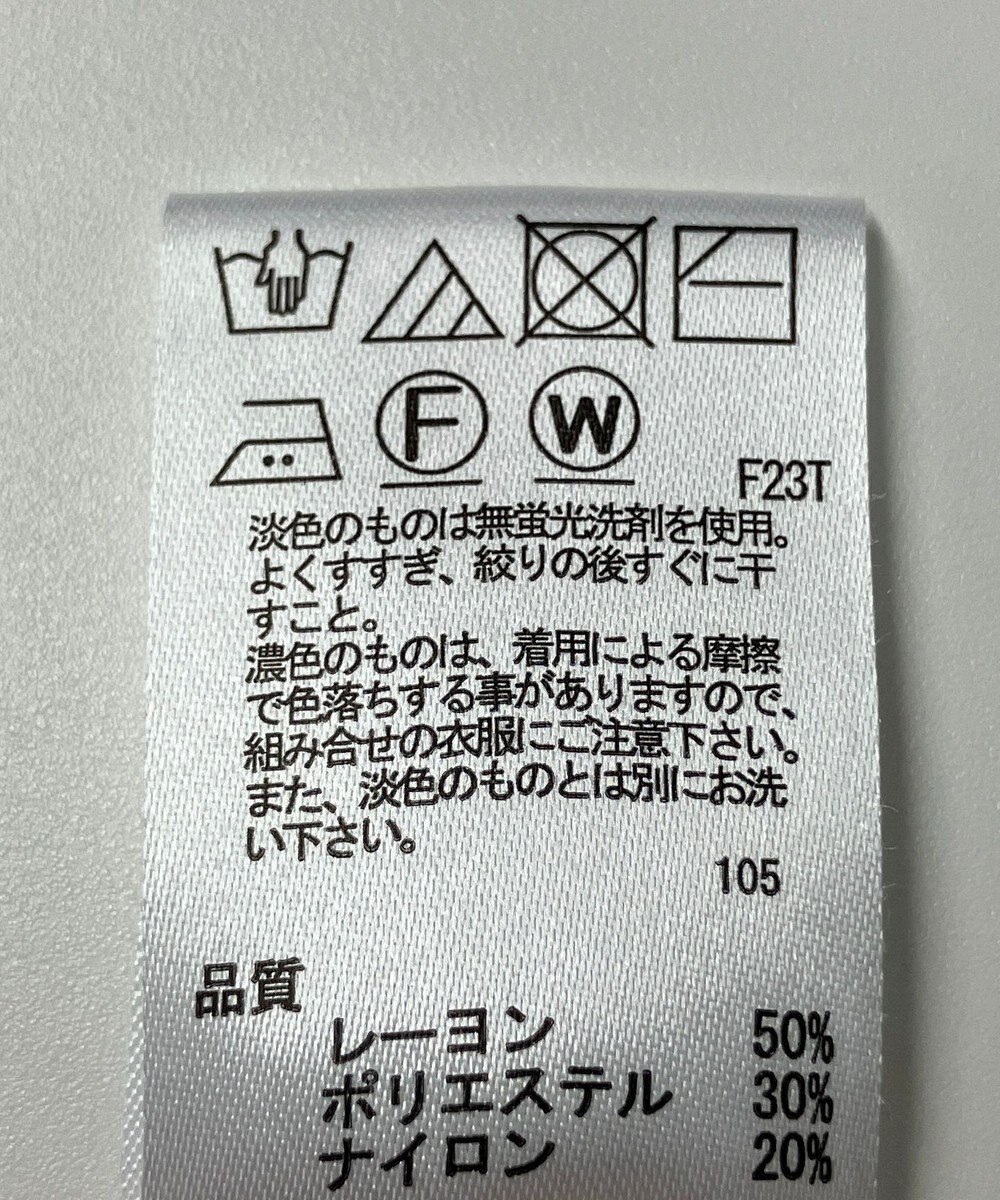 F W
F23T
淡色のものは無蛍光洗剤を使用。
よくすすぎ、絞りの後すぐに干
すこと。
濃色のものは、着用による摩擦
で色落ちする事がありますので、
組み合せの衣服にご注意下さい。
また、淡色のものとは別にお洗
い下さい。
105
品質
レーヨン 50%
ポリエステル 30%
ナイロン 20%